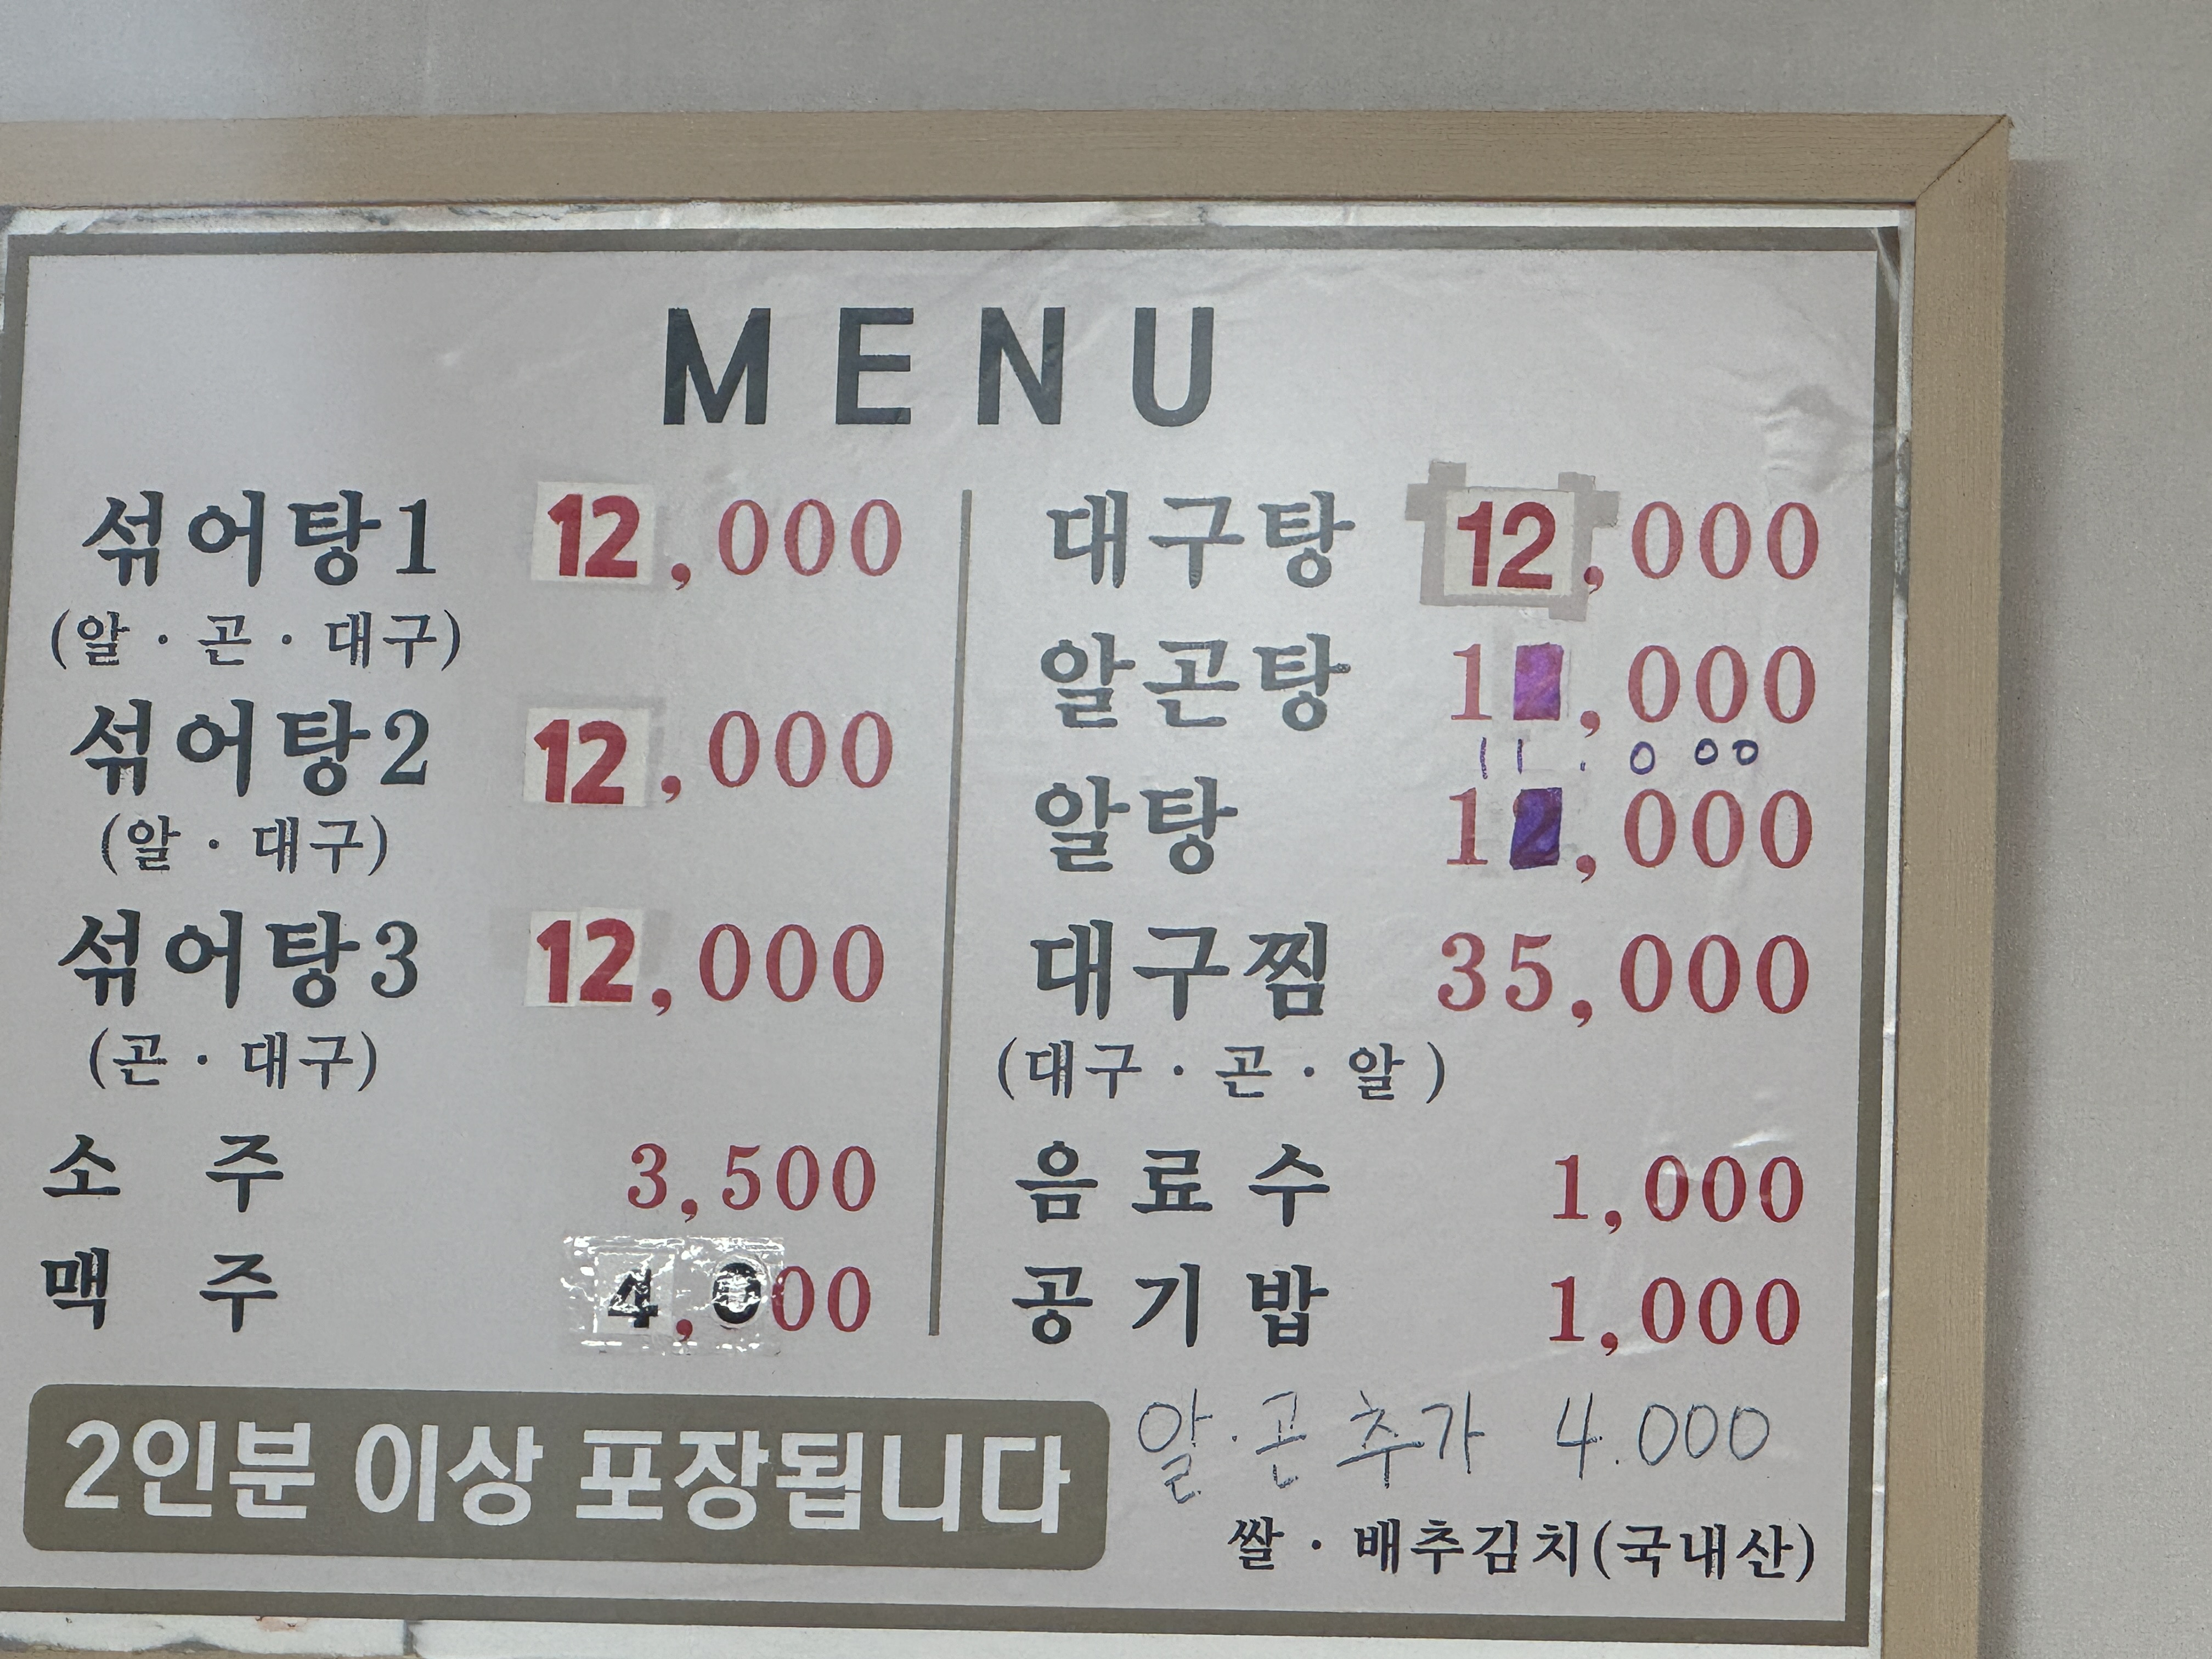 MENU
섞어탕1 12,000
(알 · 곤 · 대구)
섞어탕2 12,000
(알 · 대구)
섞어탕3 12,000
(곤 · 대구)
소 주 3,500
맥 주 4,000
대구탕 12,000
알곤탕
11.000
알탕
대구찜 35,000
(대구 · 곤 · 알)
음료수 1,000
공기밥 1,000
2인분 이상 포장됩니다
알·곤 추가 4.000
쌀 · 배추김치(국내산)